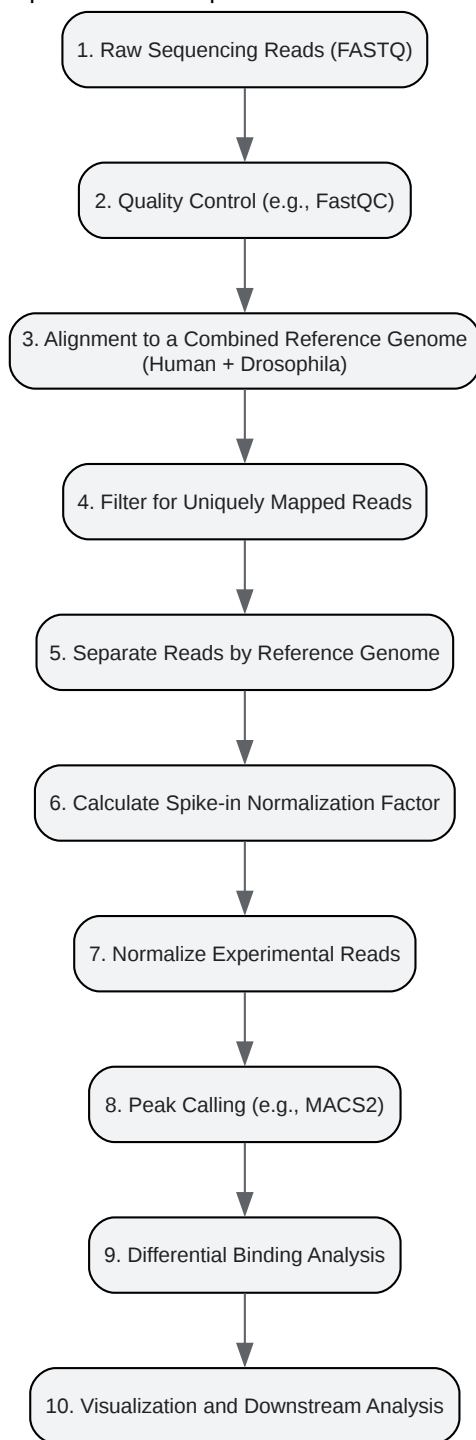 1. Raw Sequencing Reads (FASTQ)
2. Quality Control (e.g., FastQC)
3. Alignment to a Combined Reference Genome
(Human + Drosophila)
4. Filter for Uniquely Mapped Reads
5. Separate Reads by Reference Genome
6. Calculate Spike-in Normalization Factor
7. Normalize Experimental Reads
8. Peak Calling (e.g., MACS2)
9. Differential Binding Analysis
10. Visualization and Downstream Analysis